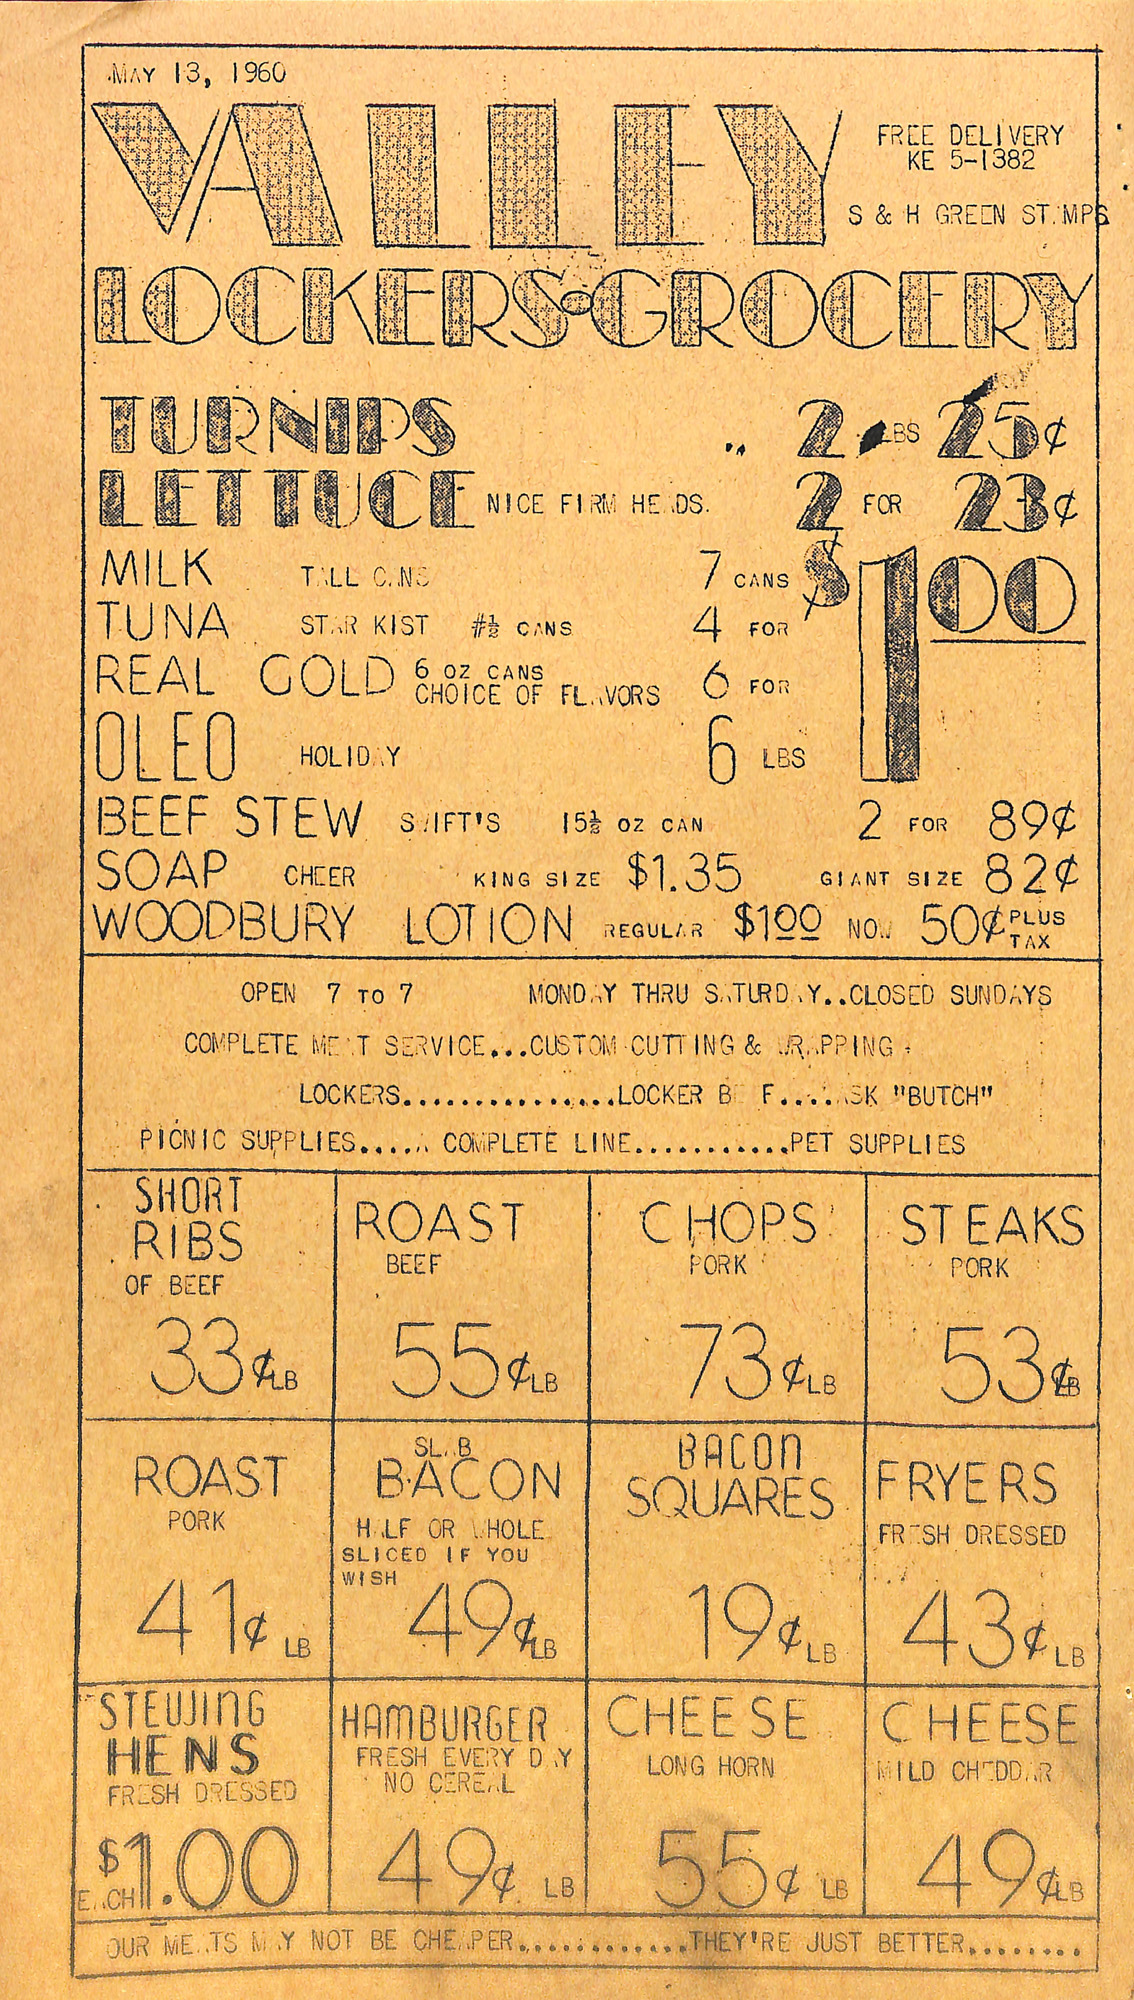 MAY 13, 1960
VALLEY
FREE DELIVERY
KE 5-1382
S & H GREEN STAMPS
LOCKERS & GROCERY
TURNIPS 2 LBS 25¢
LETTUCE NICE FIRM HEADS. 2 FOR 23¢
MILK TALL CANS 7 CANS $1.00
TUNA STAR KIST #½ CANS 4 FOR
REAL GOLD 6 OZ CANS CHOICE OF FLAVORS 6 FOR
OLEO HOLIDAY 6 LBS
BEEF STEW SWIFT'S 15½ OZ CAN 2 FOR 89¢
SOAP CHEER KING SIZE $1.35 GIANT SIZE 82¢
WOODBURY LOTION REGULAR $1.00 NOW 50¢ PLUS TAX
OPEN 7 TO 7 MONDAY THRU SATURDAY..CLOSED SUNDAYS
COMPLETE MEAT SERVICE...CUSTOM CUTTING & WRAPPING
LOCKERS................LOCKER BEEF....ASK "BUTCH"
PICNIC SUPPLIES.....A COMPLETE LINE............PET SUPPLIES
SHORT
RIBS
OF BEEF
33¢ LB
ROAST
BEEF
55¢ LB
CHOPS
PORK
73¢ LB
STEAKS
PORK
53¢ LB
ROAST
PORK
41¢ LB
SLAB
BACON
HALF OR WHOLE
SLICED IF YOU
WISH
49¢ LB
BACON
SQUARES
19¢ LB
FRYERS
FRESH DRESSED
43¢ LB
STEWING
HENS
FRESH DRESSED
$1.00
EACH
HAMBURGER
FRESH EVERY DAY
NO CEREAL
49¢ LB
CHEESE
LONG HORN
55¢ LB
CHEESE
MILD CHEDDAR
49¢ LB
OUR MEATS MAY NOT BE CHEAPER.............THEY'RE JUST BETTER.........